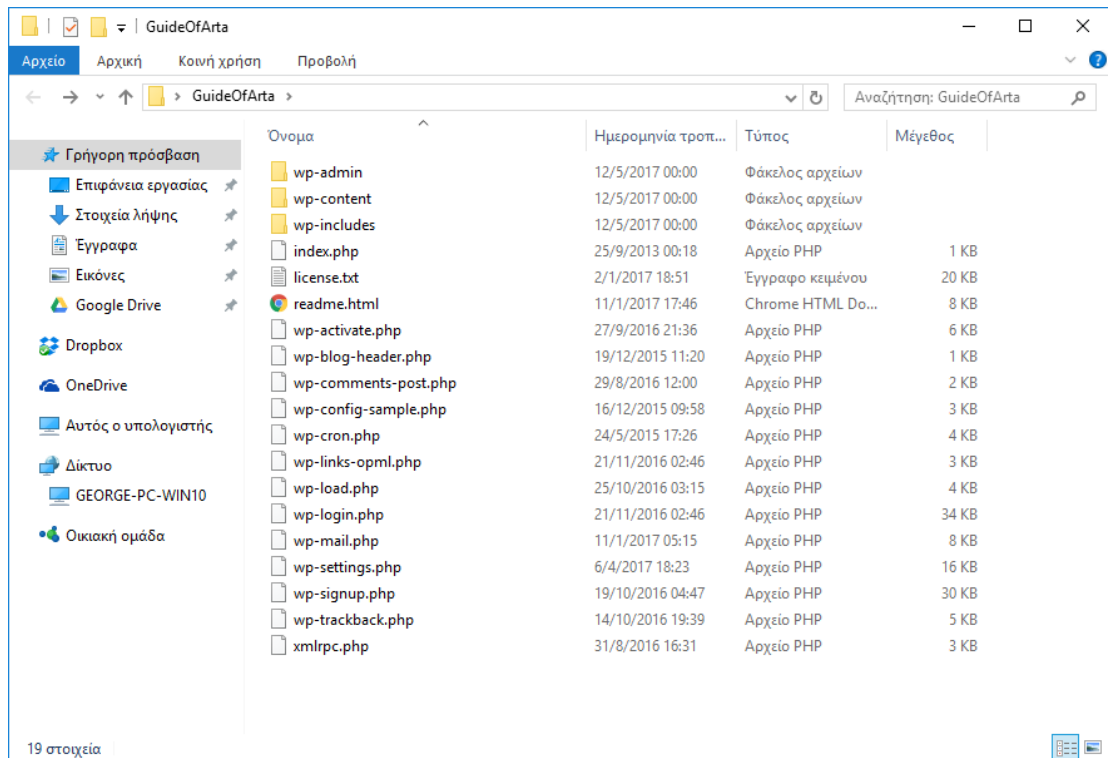 GuideOfArta
Αρχείο Αρχική Κοινή χρήση Προβολή
GuideOfArta Αναζήτηση: GuideOfArta
Όνομα Ημερομηνία τροπ... Τύπος Μέγεθος
Γρήγορη πρόσβαση
Επιφάνεια εργασίας
Στοιχεία λήψης
Έγγραφα
Εικόνες
Google Drive
Dropbox
OneDrive
Αυτός ο υπολογιστής
Δίκτυο
GEORGE-PC-WIN10
Οικιακή ομάδα
wp-admin 12/5/2017 00:00 Φάκελος αρχείων
wp-content 12/5/2017 00:00 Φάκελος αρχείων
wp-includes 12/5/2017 00:00 Φάκελος αρχείων
index.php 25/9/2013 00:18 Αρχείο PHP 1 KB
license.txt 2/1/2017 18:51 Έγγραφο κειμένου 20 KB
readme.html 11/1/2017 17:46 Chrome HTML Do... 8 KB
wp-activate.php 27/9/2016 21:36 Αρχείο PHP 6 KB
wp-blog-header.php 19/12/2015 11:20 Αρχείο PHP 1 KB
wp-comments-post.php 29/8/2016 12:00 Αρχείο PHP 2 KB
wp-config-sample.php 16/12/2015 09:58 Αρχείο PHP 3 KB
wp-cron.php 24/5/2015 17:26 Αρχείο PHP 4 KB
wp-links-opml.php 21/11/2016 02:46 Αρχείο PHP 3 KB
wp-load.php 25/10/2016 03:15 Αρχείο PHP 4 KB
wp-login.php 21/11/2016 02:46 Αρχείο PHP 34 KB
wp-mail.php 11/1/2017 05:15 Αρχείο PHP 8 KB
wp-settings.php 6/4/2017 18:23 Αρχείο PHP 16 KB
wp-signup.php 19/10/2016 04:47 Αρχείο PHP 30 KB
wp-trackback.php 14/10/2016 19:39 Αρχείο PHP 5 KB
xmlrpc.php 31/8/2016 16:31 Αρχείο PHP 3 KB
19 στοιχεία